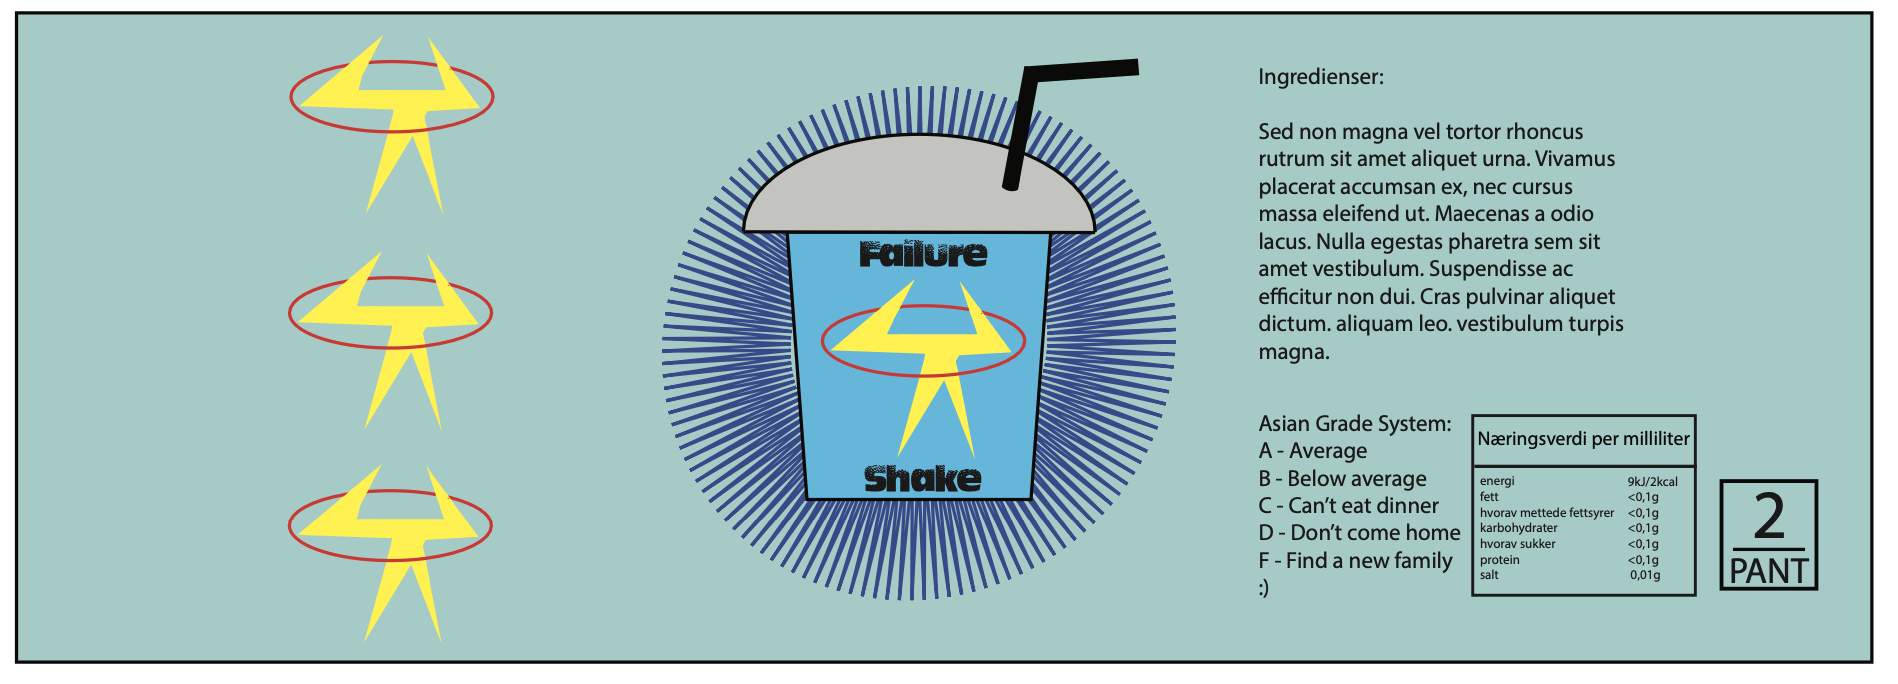 Failure
Shake
Ingredienser:
Sed non magna vel tortor rhoncus
rutrum sit amet aliquet urna. Vivamus
placerat accumsan ex, nec cursus
massa eleifend ut. Maecenas a odio
lacus. Nulla egestas pharetra sem sit
amet vestibulum. Suspendisse ac
efficitur non dui. Cras pulvinar aliquet
dictum. aliquam leo. vestibulum turpis
magna.
Asian Grade System:
A - Average
B - Below average
C - Can't eat dinner
D - Don't come home
F - Find a new family
:)
Næringsverdi per milliliter
energi 9kJ/2kcal
fett <0,1g
hvorav mettede fettsyrer <0,1g
karbohydrater <0,1g
hvorav sukker <0,1g
protein <0,1g
salt 0,01g
2
PANT